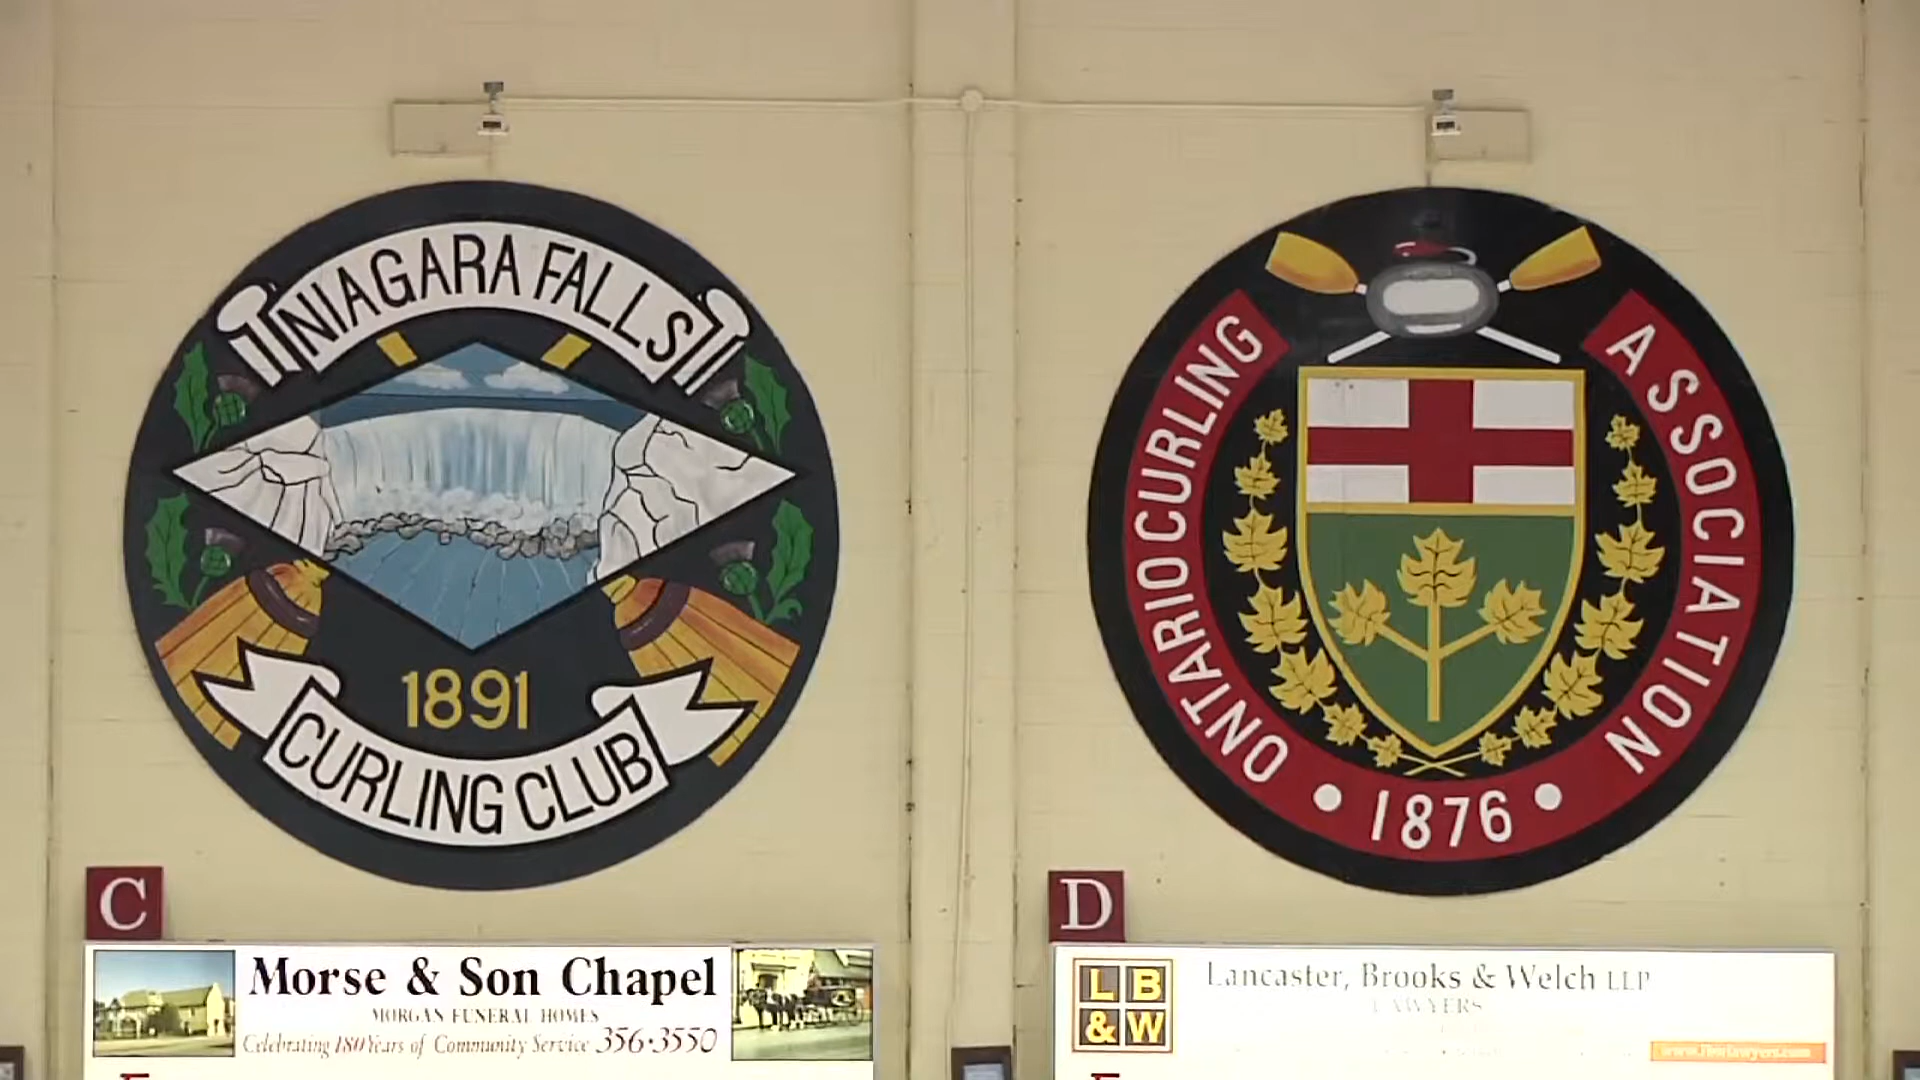 NIAGARA FALLS
1891
CURLING CLUB
ONTARIO CURLING ASSOCIATION
• 1876 •
C
Morse & Son Chapel
MORGAN FUNERAL HOMES
Celebrating 180 Years of Community Service 356•3550
D
LB
&W
Lancaster, Brooks & Welch LLP
LAWYERS